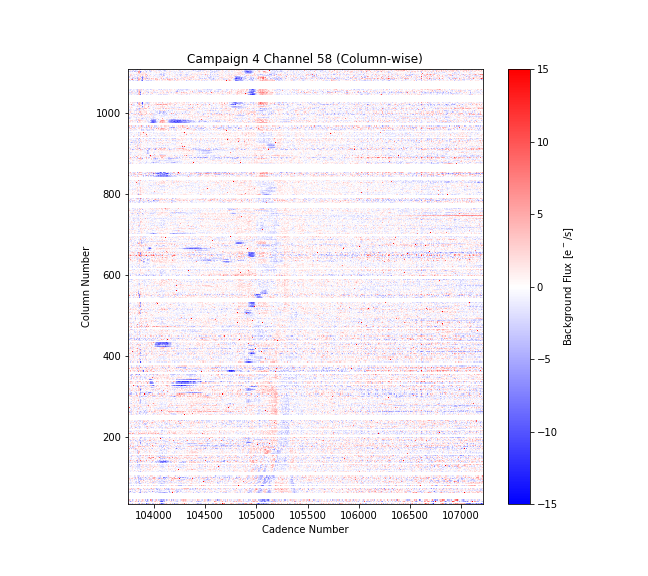 Campaign 4 Channel 58 (Column-wise)
1000
800
600
400
200
Column Number
104000 104500 105000 105500 106000 106500 107000
Cadence Number
15
10
5
0
−5
−10
−15
Background Flux [e⁻/s]